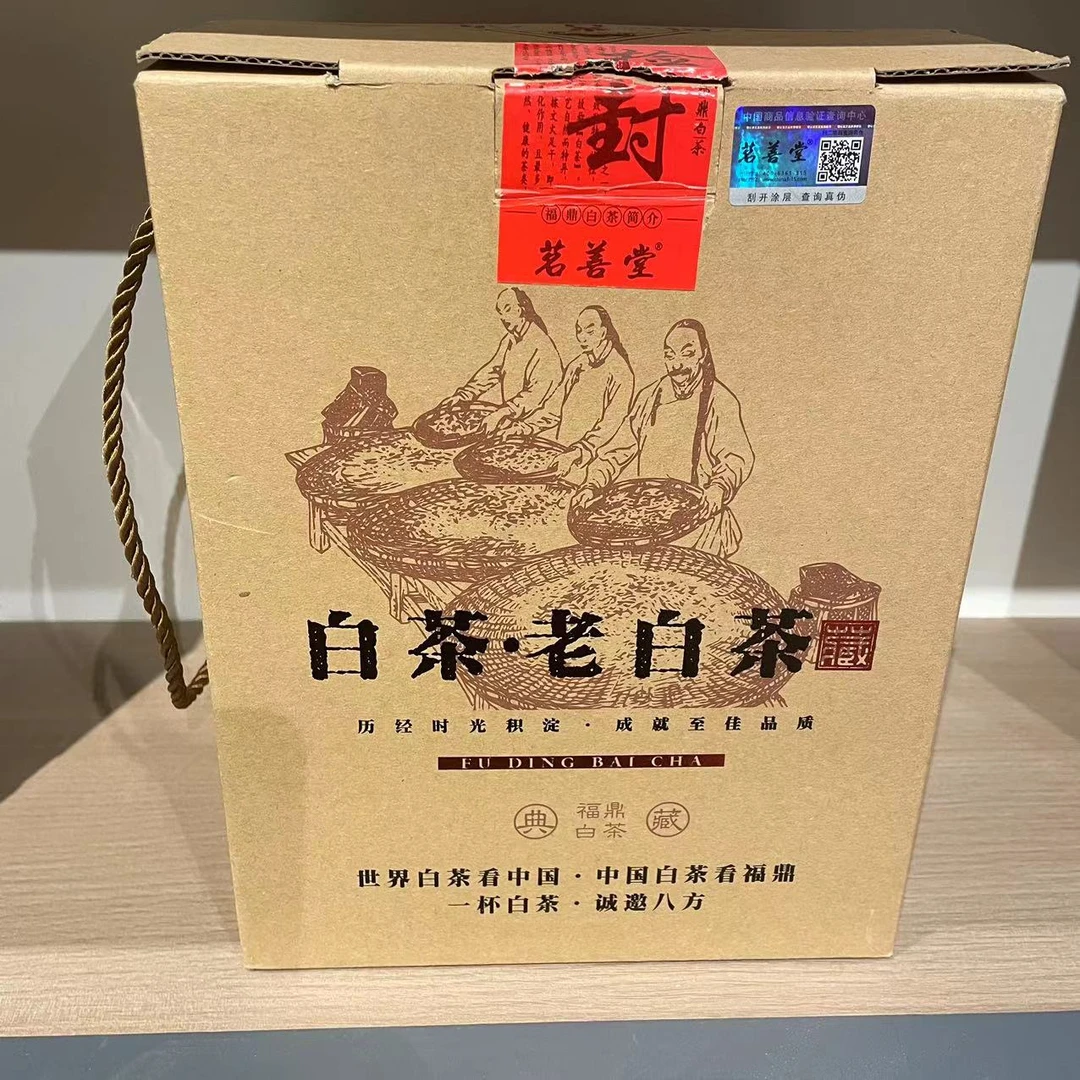 封
福鼎白茶
中国商品信息验证查询中心
茗善堂
刮开涂层 查询真伪
福鼎白茶简介
茗善堂®
白茶·老白茶 藏
历经时光积淀·成就至佳品质
FU DING BAI CHA
典 福鼎白茶 藏
世界白茶看中国·中国白茶看福鼎
一杯白茶·诚邀八方